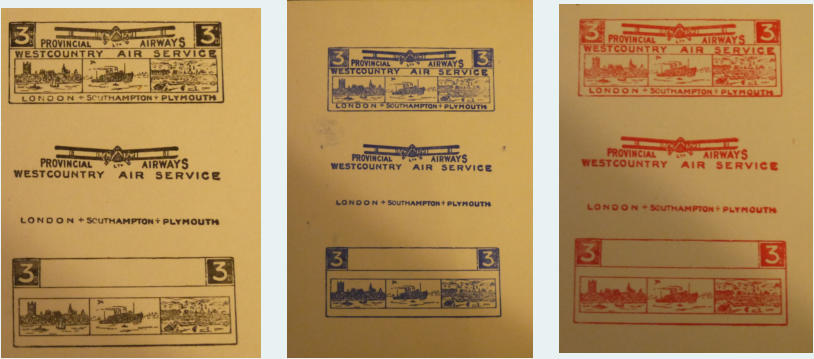 3 PROVINCIAL LTD AIRWAYS 3
WESTCOUNTRY AIR SERVICE
LONDON + SOUTHAMPTON + PLYMOUTH
PROVINCIAL LTD AIRWAYS
WESTCOUNTRY AIR SERVICE
LONDON + SOUTHAMPTON + PLYMOUTH
3 3
3 PROVINCIAL LTD AIRWAYS 3
WESTCOUNTRY AIR SERVICE
LONDON + SOUTHAMPTON + PLYMOUTH
PROVINCIAL LTD AIRWAYS
WESTCOUNTRY AIR SERVICE
LONDON + SOUTHAMPTON + PLYMOUTH
3 3
3 PROVINCIAL LTD AIRWAYS 3
WESTCOUNTRY AIR SERVICE
LONDON + SOUTHAMPTON + PLYMOUTH
PROVINCIAL LTD AIRWAYS
WESTCOUNTRY AIR SERVICE
LONDON + SOUTHAMPTON + PLYMOUTH
3 3